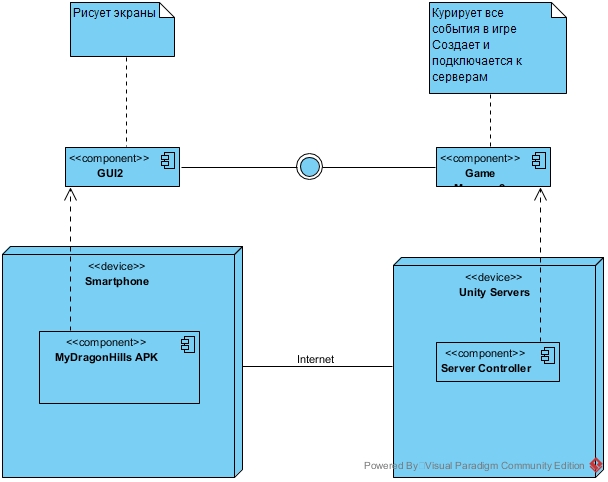 Рисует экраны
Курирует все
события в игре
Создает и
подключается к
серверам
<<component>>
GUI2
<<component>>
Game
<<device>>
Smartphone
<<device>>
Unity Servers
<<component>>
MyDragonHills APK
Internet
<<component>>
Server Controller
Powered By Visual Paradigm Community Edition